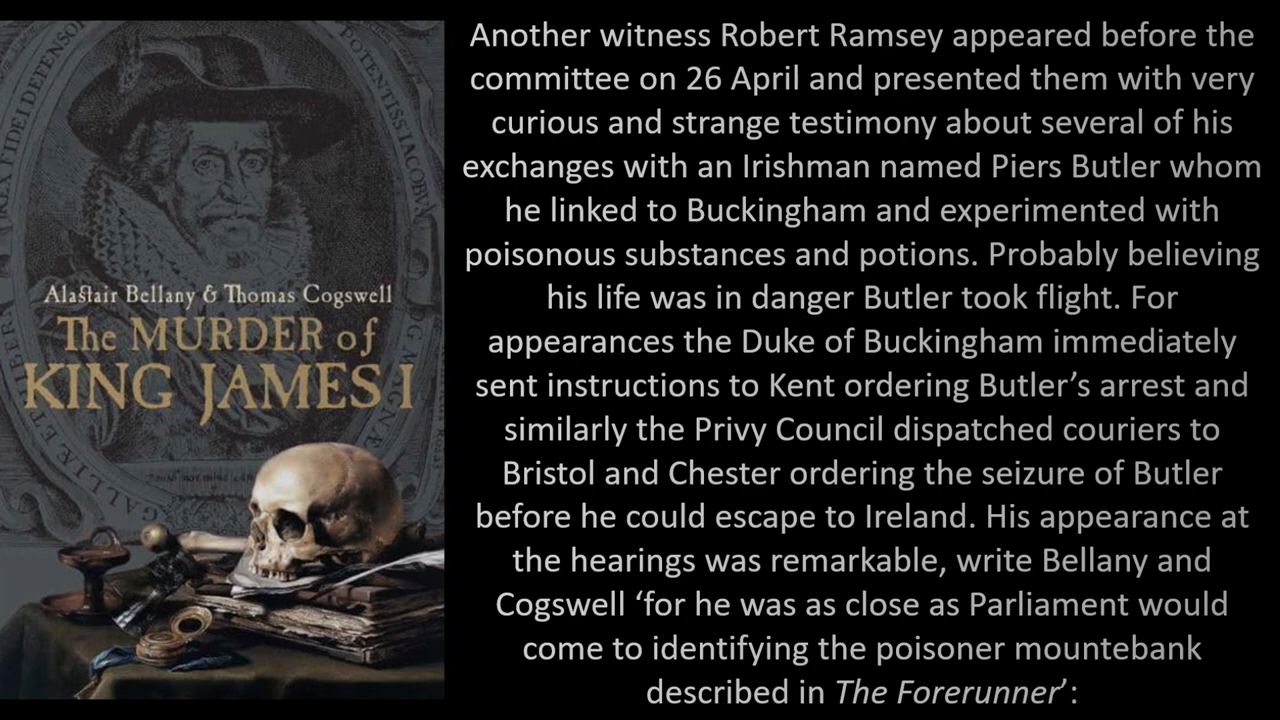 Alastair Bellany & Thomas Cogswell
The MURDER of
KING JAMES I
Another witness Robert Ramsey appeared before the
committee on 26 April and presented them with very
curious and strange testimony about several of his
exchanges with an Irishman named Piers Butler whom
he linked to Buckingham and experimented with
poisonous substances and potions. Probably believing
his life was in danger Butler took flight. For
appearances the Duke of Buckingham immediately
sent instructions to Kent ordering Butler’s arrest and
similarly the Privy Council dispatched couriers to
Bristol and Chester ordering the seizure of Butler
before he could escape to Ireland. His appearance at
the hearings was remarkable, write Bellany and
Cogswell ‘for he was as close as Parliament would
come to identifying the poisoner mountebank
described in The Forerunner’: